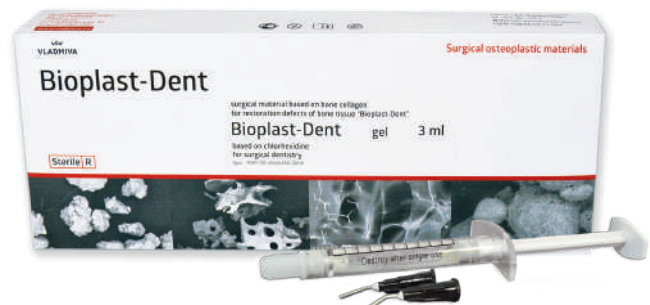 VLADMIVA
Surgical osteoplastic materials
Bioplast-Dent
surgical material based on bone collagen
for restoration defects of bone tissue "Bioplast-Dent"
Bioplast-Dent gel 3 ml
based on chlorhexidine
for surgical dentistry
Sterile R
Destroy after single use